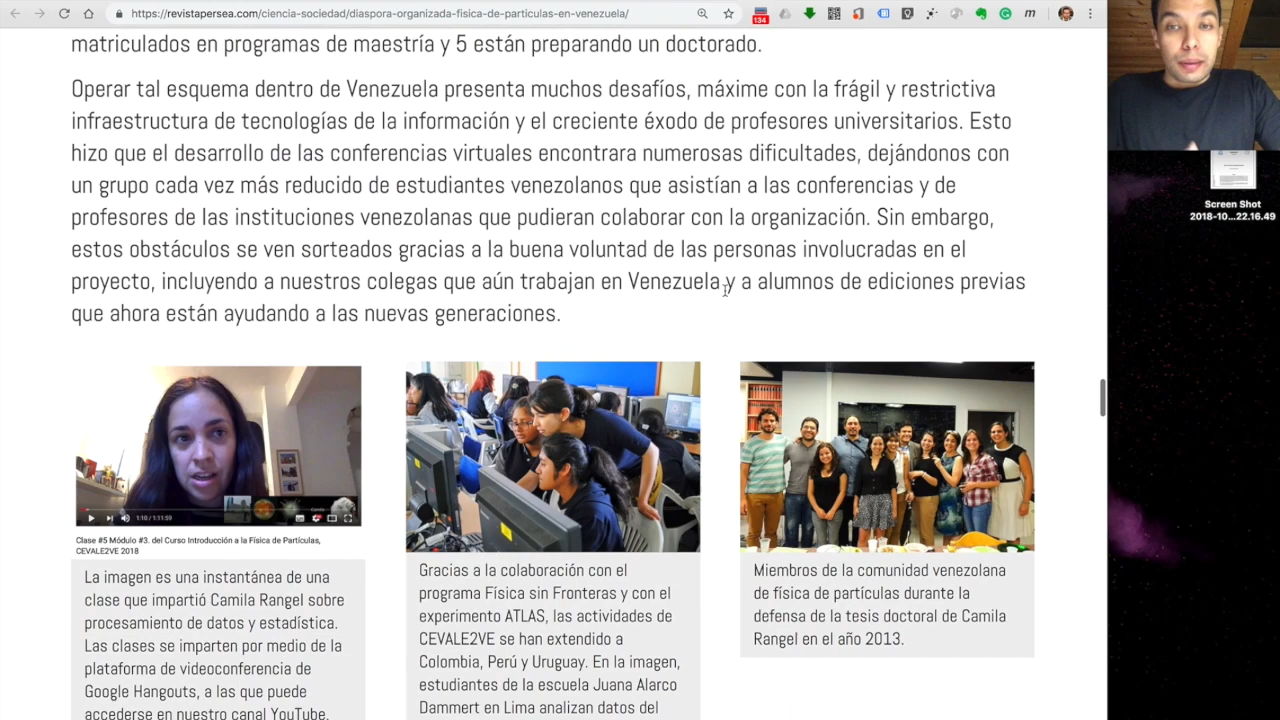 https://revistapersea.com/ciencia-sociedad/diaspora-organizada-fisica-de-particulas-en-venezuela/
134
m
matriculados en programas de maestría y 5 están preparando un doctorado.
Operar tal esquema dentro de Venezuela presenta muchos desafíos, máxime con la frágil y restrictiva
infraestructura de tecnologías de la información y el creciente éxodo de profesores universitarios. Esto
hizo que el desarrollo de las conferencias virtuales encontrara numerosas dificultades, dejándonos con
un grupo cada vez más reducido de estudiantes venezolanos que asistían a las conferencias y de
profesores de las instituciones venezolanas que pudieran colaborar con la organización. Sin embargo,
estos obstáculos se ven sorteados gracias a la buena voluntad de las personas involucradas en el
proyecto, incluyendo a nuestros colegas que aún trabajan en Venezuela y a alumnos de ediciones previas
que ahora están ayudando a las nuevas generaciones.
Screen Shot
2018-10...22.16.49
1:10 / 1:11:59
Clase #5 Módulo #3. del Curso Introducción a la Física de Partículas,
CEVALE2VE 2018
La imagen es una instantánea de una
clase que impartió Camila Rangel sobre
procesamiento de datos y estadística.
Las clases se imparten por medio de la
plataforma de videoconferencia de
Google Hangouts, a las que puede
accederse en nuestro canal YouTube.
Gracias a la colaboración con el
programa Física sin Fronteras y con el
experimento ATLAS, las actividades de
CEVALE2VE se han extendido a
Colombia, Perú y Uruguay. En la imagen,
estudiantes de la escuela Juana Alarco
Dammert en Lima analizan datos del
Miembros de la comunidad venezolana
de física de partículas durante la
defensa de la tesis doctoral de Camila
Rangel en el año 2013.